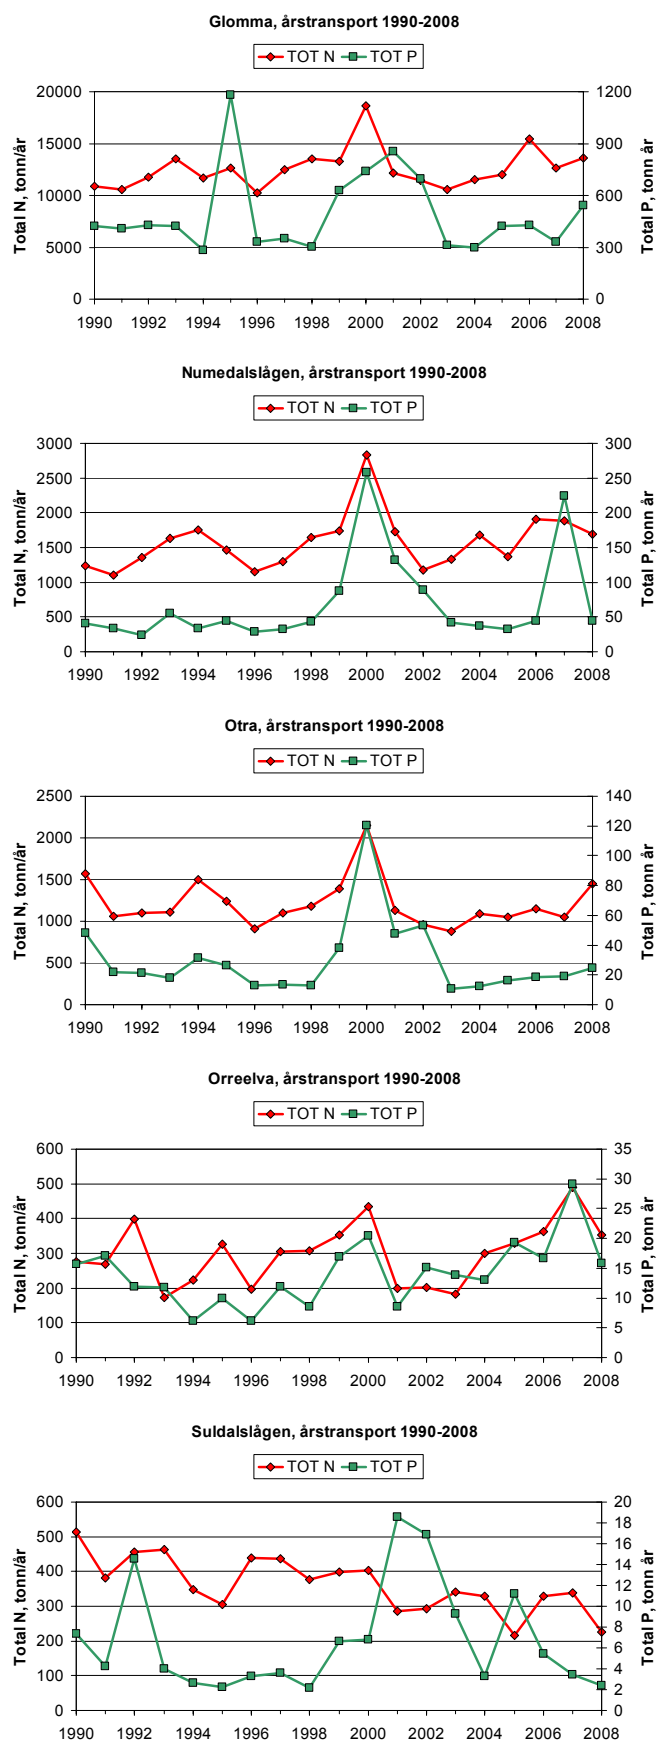 Glomma, årstransport 1990-2008
TOT N TOT P
Total N, tonn/år
20000
15000
10000
5000
0
1200
900
600
300
0
Total P, tonn år
1990 1992 1994 1996 1998 2000 2002 2004 2006 2008
Numedalslågen, årstransport 1990-2008
TOT N TOT P
Total N, tonn/år
3000
2500
2000
1500
1000
500
0
300
250
200
150
100
50
0
Total P, tonn/år
1990 1992 1994 1996 1998 2000 2002 2004 2006 2008
Otra, årstransport 1990-2008
TOT N TOT P
Total N, tonn/år
2500
2000
1500
1000
500
0
140
120
100
80
60
40
20
0
Total P, tonn år
1990 1992 1994 1996 1998 2000 2002 2004 2006 2008
Orreelva, årstransport 1990-2008
TOT N TOT P
Total N, tonn/år
600
500
400
300
200
100
0
35
30
25
20
15
10
5
0
Total P, tonn/år
1990 1992 1994 1996 1998 2000 2002 2004 2006 2008
Suldalslågen, årstransport 1990-2008
TOT N TOT P
Total N, tonn/år
600
500
400
300
200
100
0
20
18
16
14
12
10
8
6
4
2
0
Total P, tonn/år
1990 1992 1994 1996 1998 2000 2002 2004 2006 2008